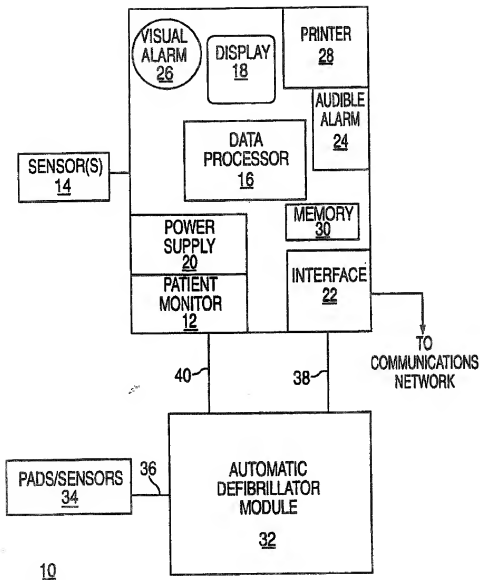 VISUAL
ALARM
26
DISPLAY
18
PRINTER
28
AUDIBLE
ALARM
24
DATA
PROCESSOR
16
SENSOR(S)
14
MEMORY
30
POWER
SUPPLY
20
INTERFACE
22
PATIENT
MONITOR
12
TO
COMMUNICATIONS
NETWORK
40
38
PADS/SENSORS
34
36
AUTOMATIC
DEFIBRILLATOR
MODULE
32
10